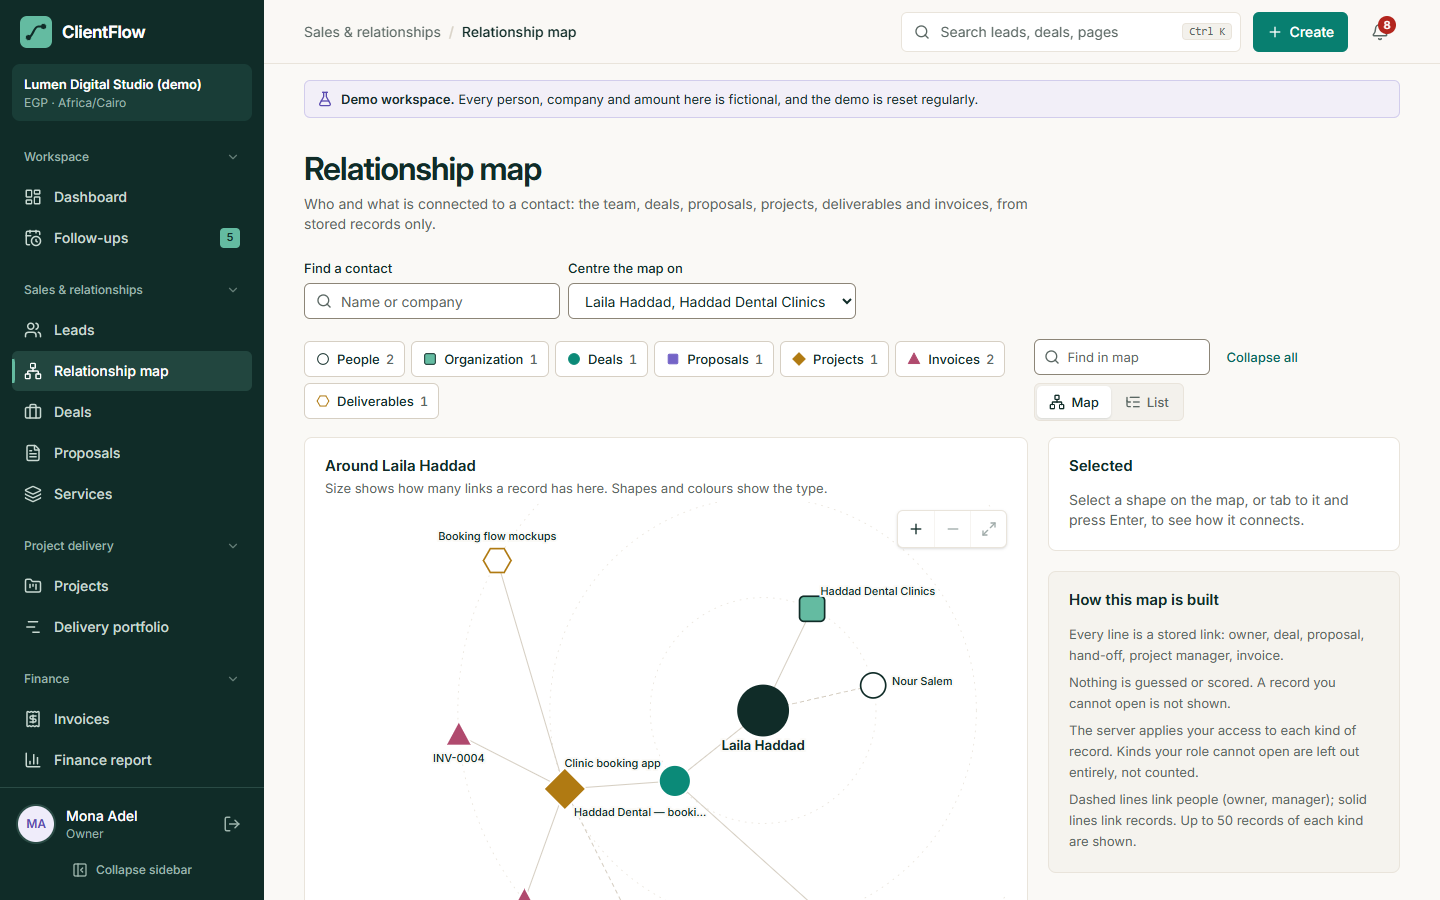 ClientFlow
Lumen Digital Studio (demo)
EGP · Africa/Cairo
Workspace
Dashboard
Follow-ups 5
Sales & relationships
Leads
Relationship map
Deals
Proposals
Services
Project delivery
Projects
Delivery portfolio
Finance
Invoices
Finance report
MA
Mona Adel
Owner
Collapse sidebar
Sales & relationships / Relationship map
Search leads, deals, pages
Ctrl K
Create
8
Demo workspace. Every person, company and amount here is fictional, and the demo is reset regularly.
Relationship map
Who and what is connected to a contact: the team, deals, proposals, projects, deliverables and invoices, from
stored records only.
Find a contact
Name or company
Centre the map on
Laila Haddad, Haddad Dental Clinics
People 2
Organization 1
Deals 1
Proposals 1
Projects 1
Invoices 2
Deliverables 1
Find in map
Collapse all
Map
List
Around Laila Haddad
Size shows how many links a record has here. Shapes and colours show the type.
Booking flow mockups
Haddad Dental Clinics
Nour Salem
Laila Haddad
INV-0004
Clinic booking app
Haddad Dental — booki...
Selected
Select a shape on the map, or tab to it and
press Enter, to see how it connects.
How this map is built
Every line is a stored link: owner, deal, proposal,
hand-off, project manager, invoice.
Nothing is guessed or scored. A record you
cannot open is not shown.
The server applies your access to each kind of
record. Kinds your role cannot open are left out
entirely, not counted.
Dashed lines link people (owner, manager); solid
lines link records. Up to 50 records of each kind
are shown.